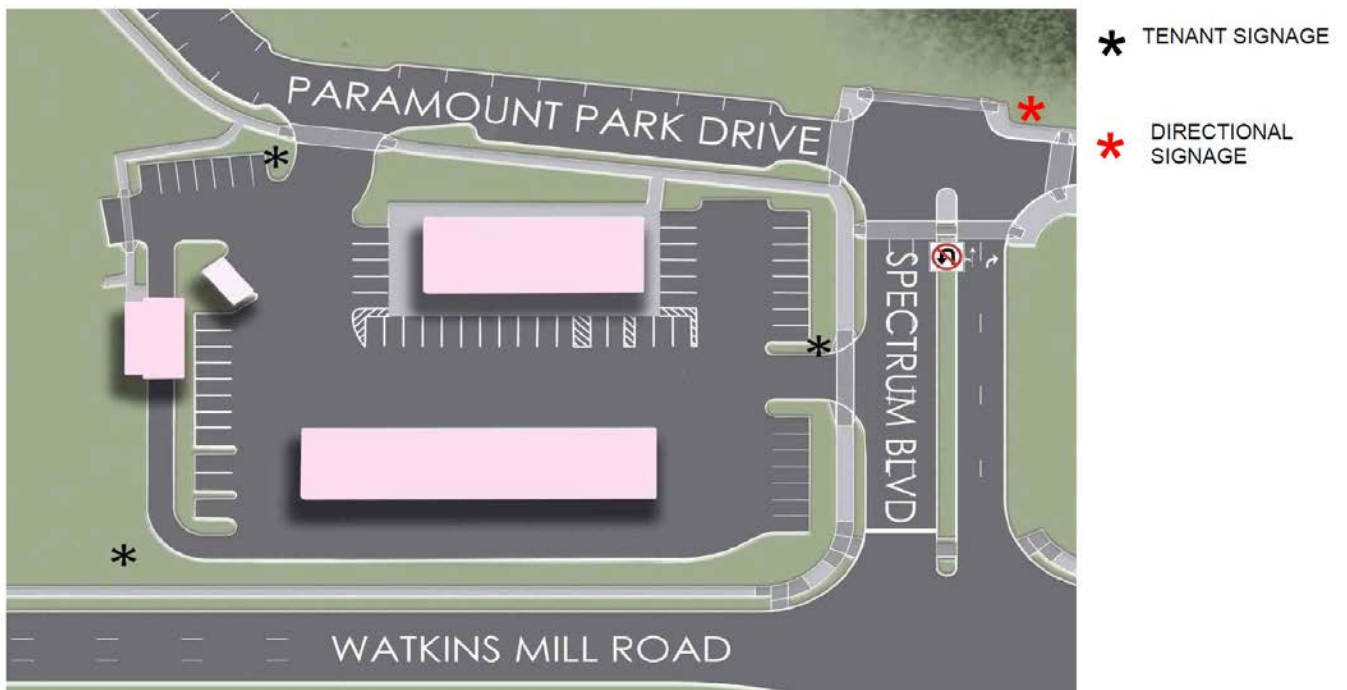 TENANT SIGNAGE
PARAMOUNT PARK DRIVE
DIRECTIONAL
SIGNAGE
SPECTRUM BLVD
WATKINS MILL ROAD